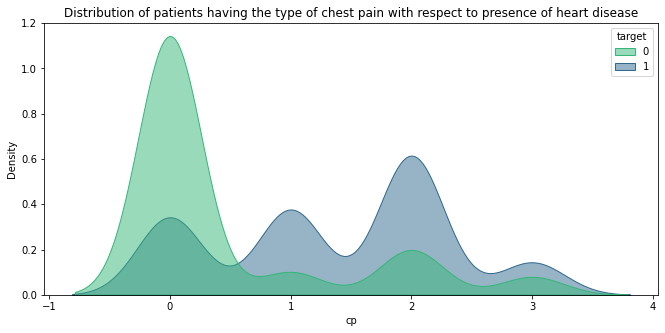 Distribution of patients having the type of chest pain with respect to presence of heart disease
target
0
1
1.2
1.0
0.8
0.6
0.4
0.2
0.0
Density
−1 0 1 2 3 4
cp